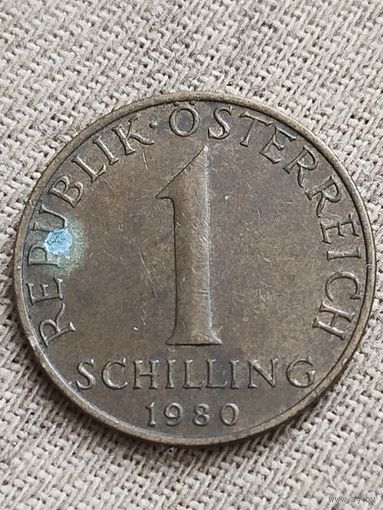 REPUBLIK · ÖSTERREICH
1
SCHILLING
1980